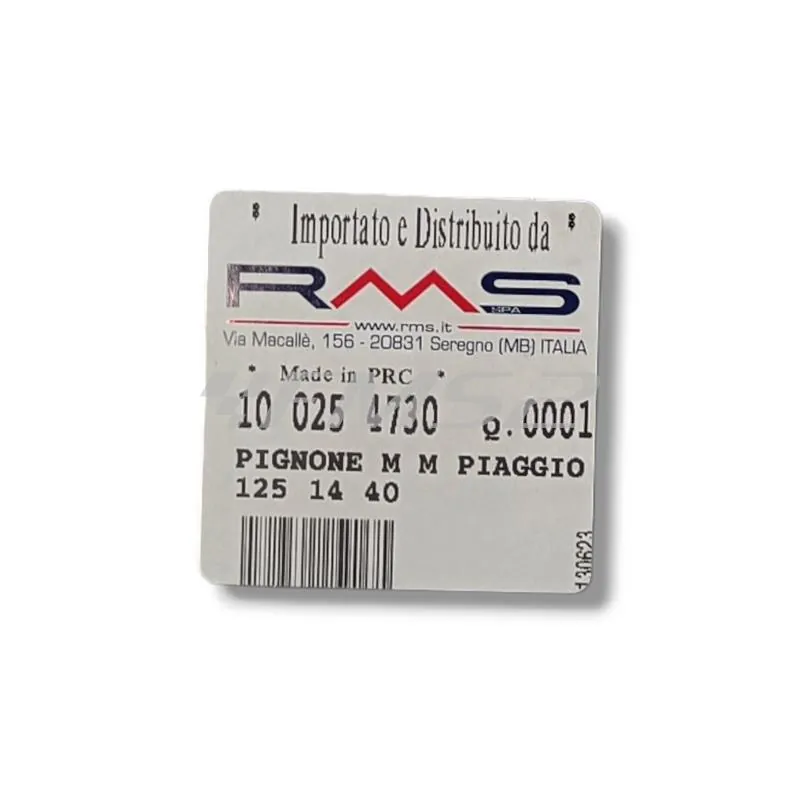 * Importato e Distribuito da *
RMS SPA
www.rms.it
Via Macallè, 156 - 20831 Seregno (MB) ITALIA
* Made in PRC *
10 025 4730 Q.0001
PIGNONE M M PIAGGIO
125 14 40
130623